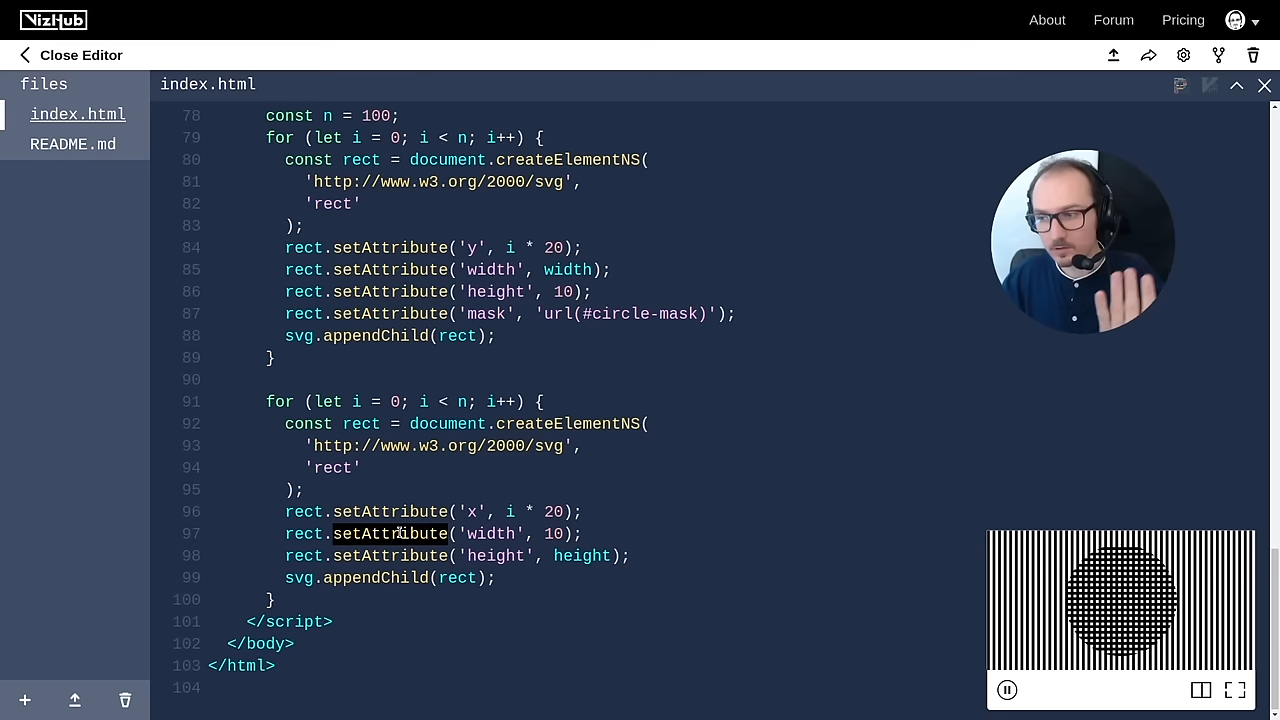 VizHub
About Forum Pricing
Close Editor
files
index.html
README.md
index.html
78 const n = 100;
79 for (let i = 0; i < n; i++) {
80 const rect = document.createElementNS(
81 'http://www.w3.org/2000/svg',
82 'rect'
83 );
84 rect.setAttribute('y', i * 20);
85 rect.setAttribute('width', width);
86 rect.setAttribute('height', 10);
87 rect.setAttribute('mask', 'url(#circle-mask)');
88 svg.appendChild(rect);
89 }
90
91 for (let i = 0; i < n; i++) {
92 const rect = document.createElementNS(
93 'http://www.w3.org/2000/svg',
94 'rect'
95 );
96 rect.setAttribute('x', i * 20);
97 rect.setAttribute('width', 10);
98 rect.setAttribute('height', height);
99 svg.appendChild(rect);
100 }
101 </script>
102 </body>
103 </html>
104